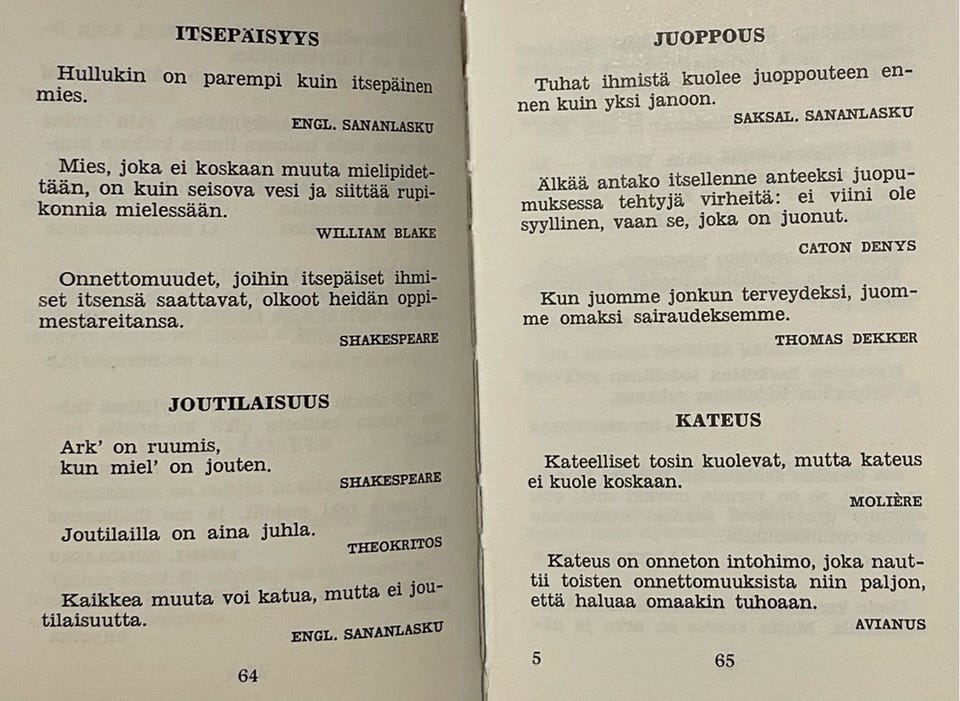 ITSEPÄISYYS
Hullukin on parempi kuin itsepäinen
mies.
ENGL. SANANLASKU
Mies, joka ei koskaan muuta mielipidet-
tään, on kuin seisova vesi ja siittää rupi-
konnia mielessään.
WILLIAM BLAKE
Onnettomuudet, joihin itsepäiset ihmi-
set itsensä saattavat, olkoot heidän oppi-
mestareitansa.
SHAKESPEARE
JOUTILAISUUS
Ark' on ruumis,
kun miel' on jouten.
SHAKESPEARE
Joutilailla on aina juhla.
THEOKRITOS
Kaikkea muuta voi katua, mutta ei jou-
tilaisuutta.
ENGL. SANANLASKU
64
JUOPPOUS
Tuhat ihmistä kuolee juoppouteen en-
nen kuin yksi janoon.
SAKSAL. SANANLASKU
Älkää antako itsellenne anteeksi juopu-
muksessa tehtyjä virheitä: ei viini ole
syyllinen, vaan se, joka on juonut.
CATON DENYS
Kun juomme jonkun terveydeksi, juom-
me omaksi sairaudeksemme.
THOMAS DEKKER
KATEUS
Kateelliset tosin kuolevat, mutta kateus
ei kuole koskaan.
MOLIÈRE
Kateus on onneton intohimo, joka naut-
tii toisten onnettomuuksista niin paljon,
että haluaa omaakin tuhoaan.
AVIANUS
5 65